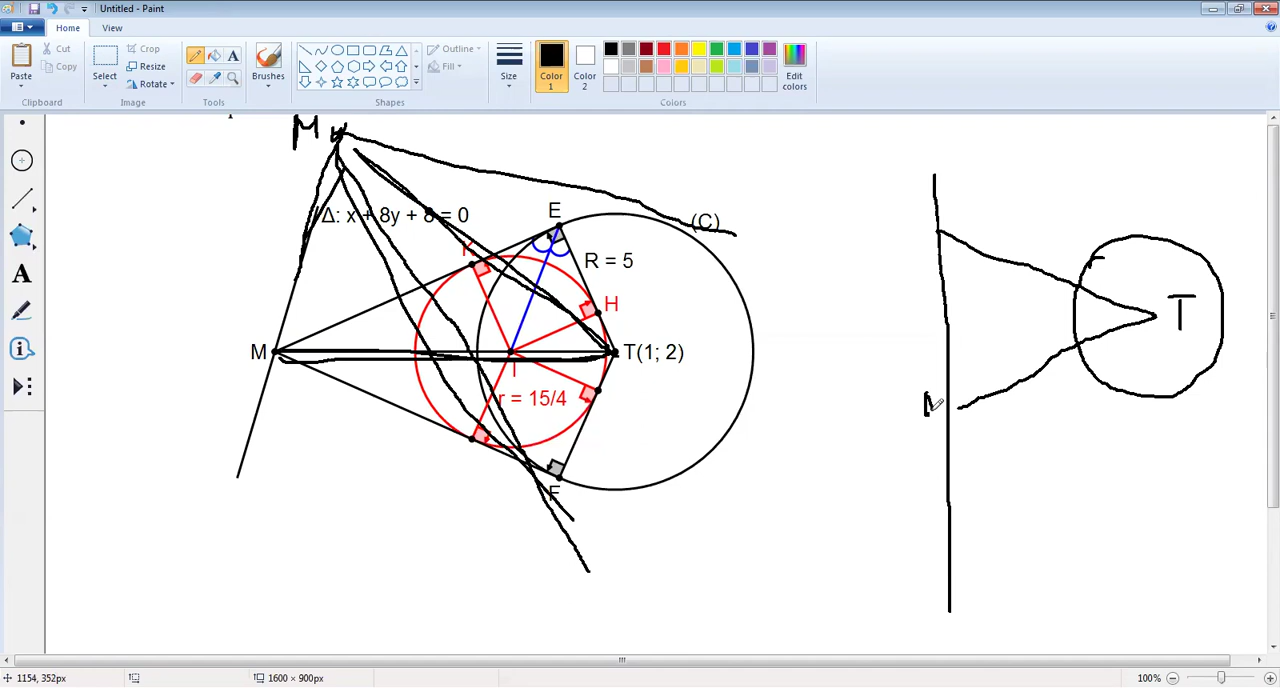 Untitled - Paint
Home
View
Paste
Cut
Copy
Clipboard
Select
Crop
Resize
Rotate
Image
A
Tools
Brushes
Outline
Fill
Shapes
Size
Color
1
Color
2
Edit
colors
Colors
A
M
Δ: x + 8y + 8 = 0
E
(C)
K
R = 5
H
M
T(1; 2)
I
r = 15/4
F
T
1154, 352px
1600 × 900px
100%